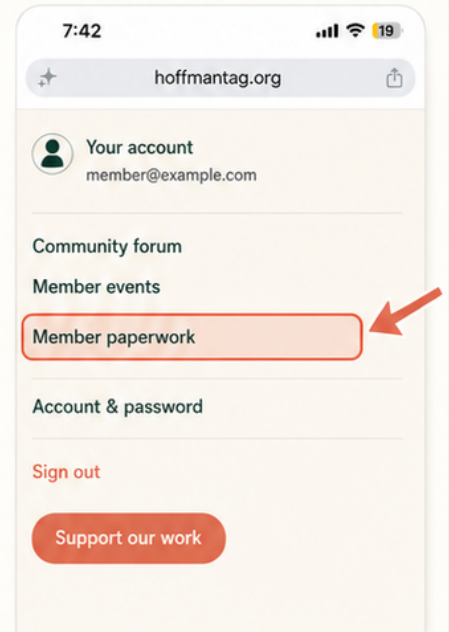 7:42
19
hoffmantag.org
Your account
member@example.com
Community forum
Member events
Member paperwork
Account & password
Sign out
Support our work